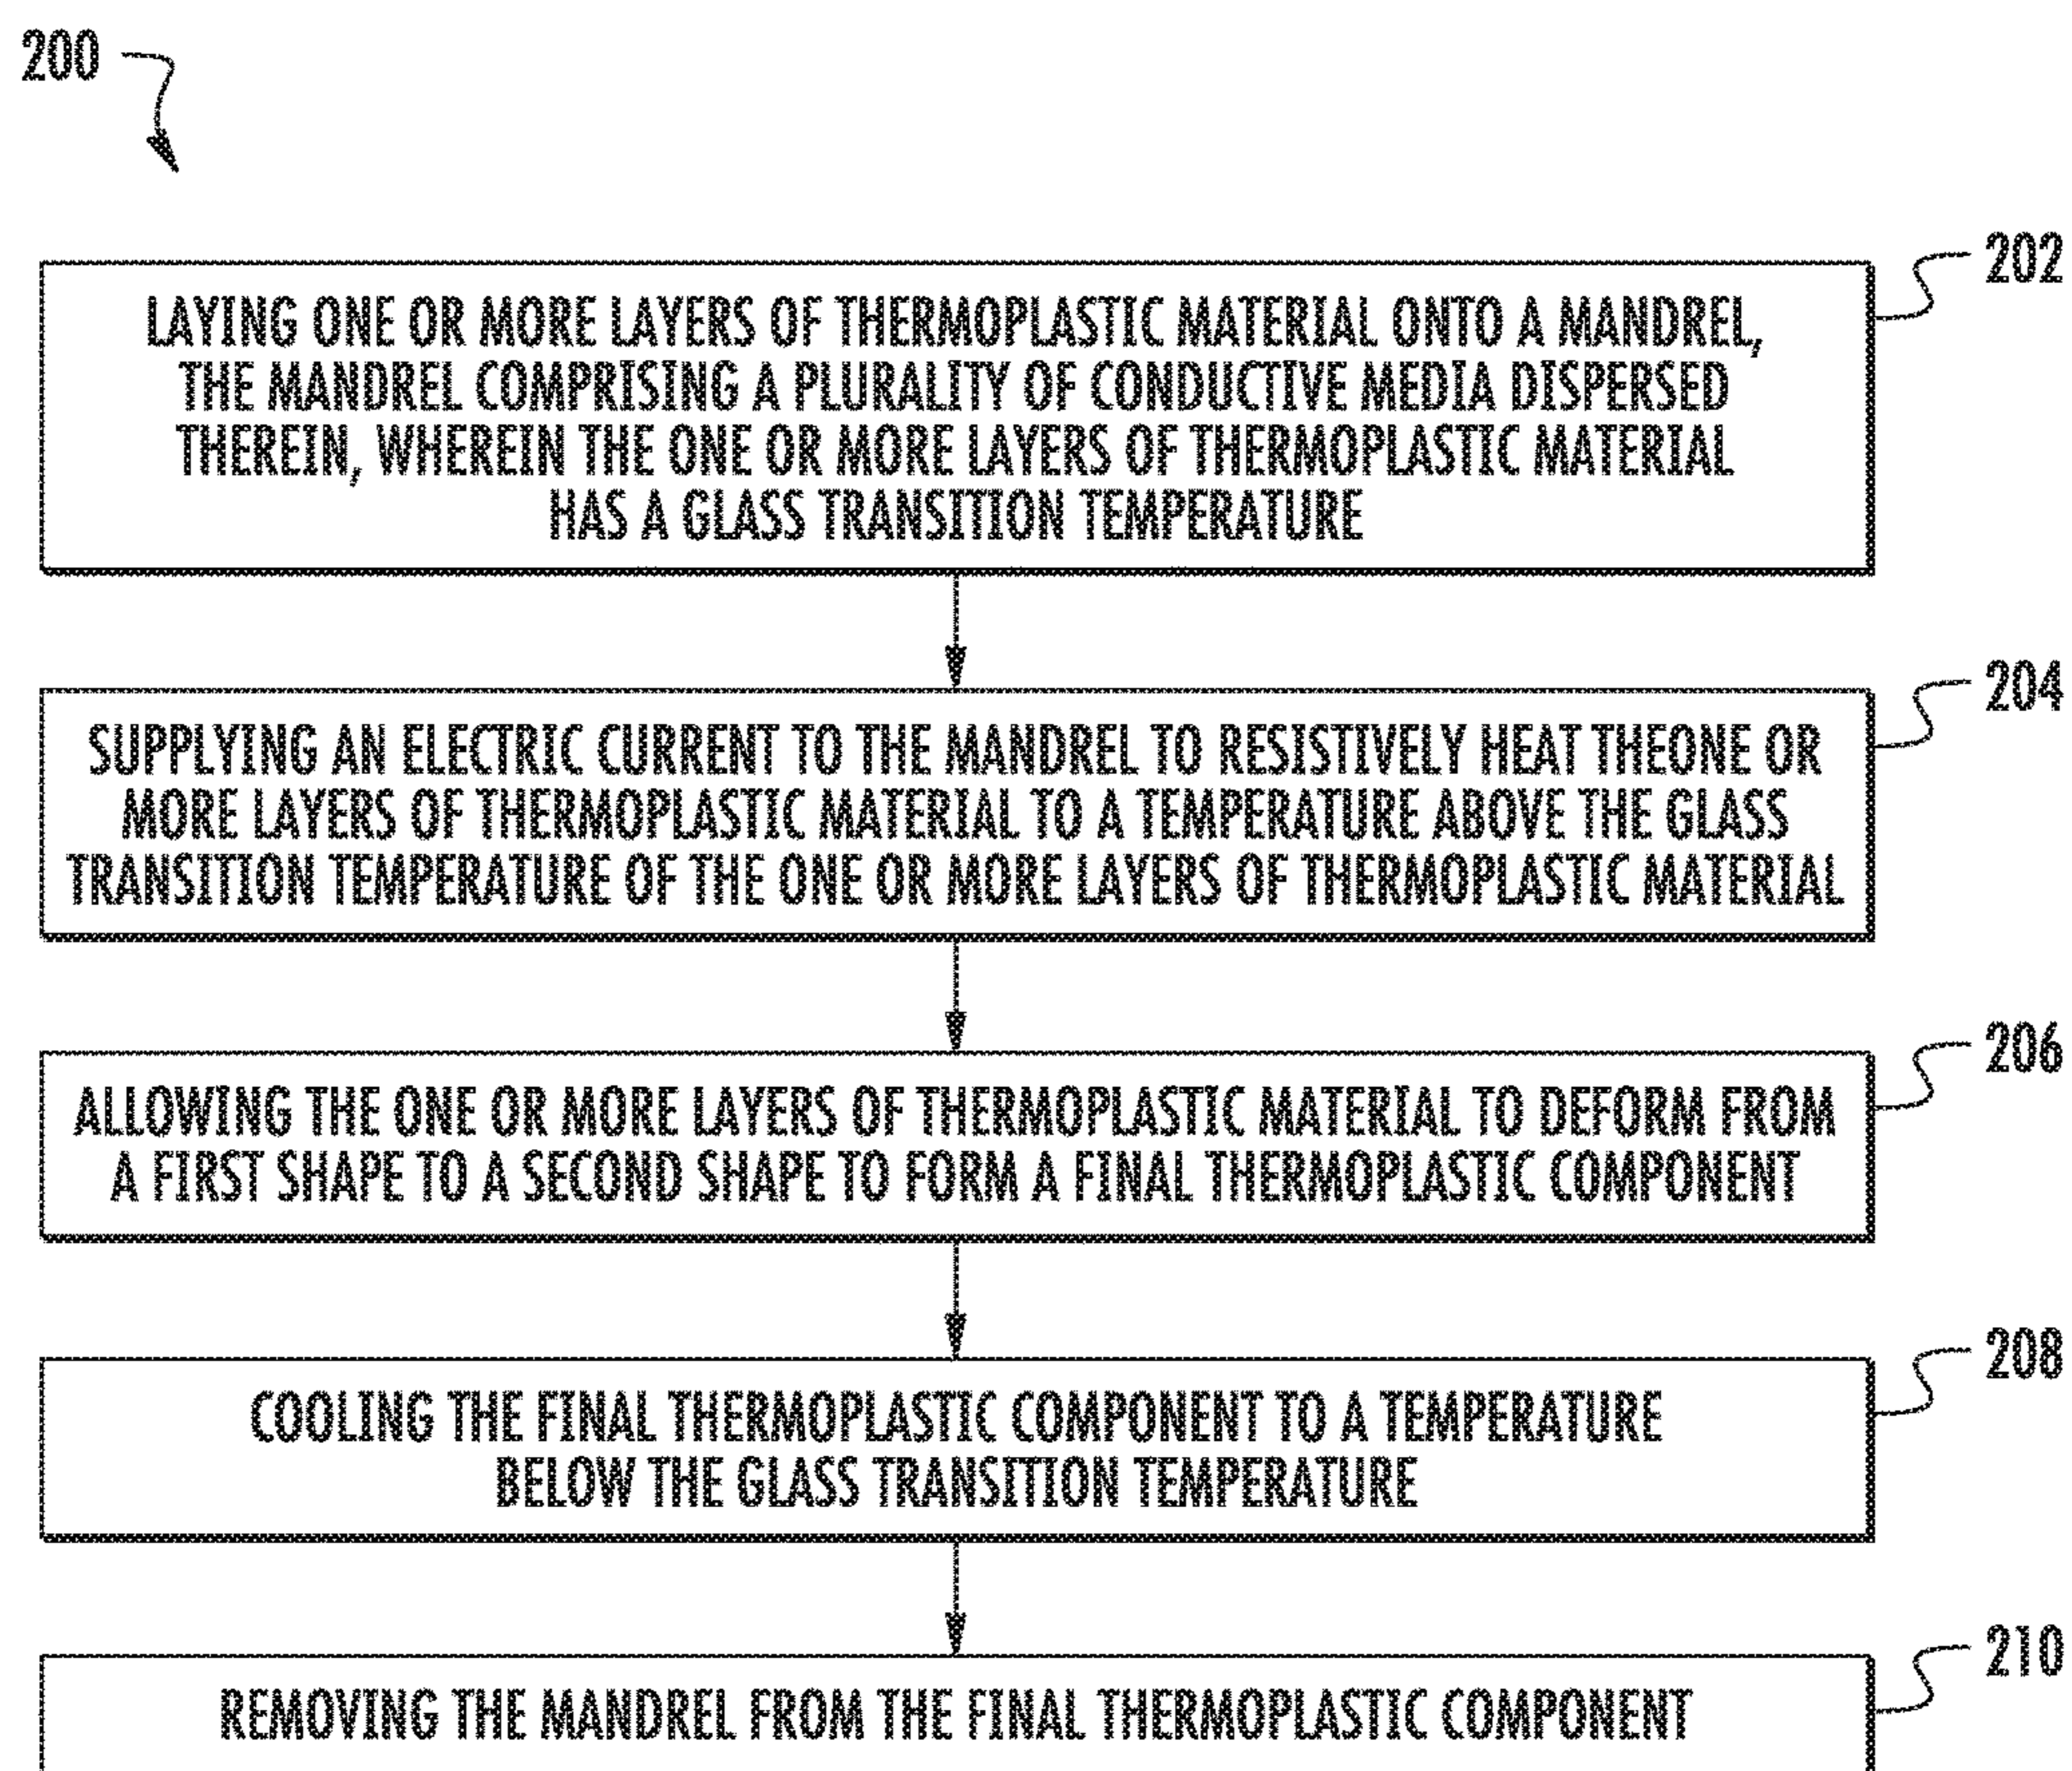 200
202
LAYING ONE OR MORE LAYERS OF THERMOPLASTIC MATERIAL ONTO A MANDREL,
THE MANDREL COMPRISING A PLURALITY OF CONDUCTIVE MEDIA DISPERSED
THEREIN, WHEREIN THE ONE OR MORE LAYERS OF THERMOPLASTIC MATERIAL
HAS A GLASS TRANSITION TEMPERATURE
204
SUPPLYING AN ELECTRIC CURRENT TO THE MANDREL TO RESISTIVELY HEAT THEONE OR
MORE LAYERS OF THERMOPLASTIC MATERIAL TO A TEMPERATURE ABOVE THE GLASS
TRANSITION TEMPERATURE OF THE ONE OR MORE LAYERS OF THERMOPLASTIC MATERIAL
206
ALLOWING THE ONE OR MORE LAYERS OF THERMOPLASTIC MATERIAL TO DEFORM FROM
A FIRST SHAPE TO A SECOND SHAPE TO FORM A FINAL THERMOPLASTIC COMPONENT
208
COOLING THE FINAL THERMOPLASTIC COMPONENT TO A TEMPERATURE
BELOW THE GLASS TRANSITION TEMPERATURE
210
REMOVING THE MANDREL FROM THE FINAL THERMOPLASTIC COMPONENT